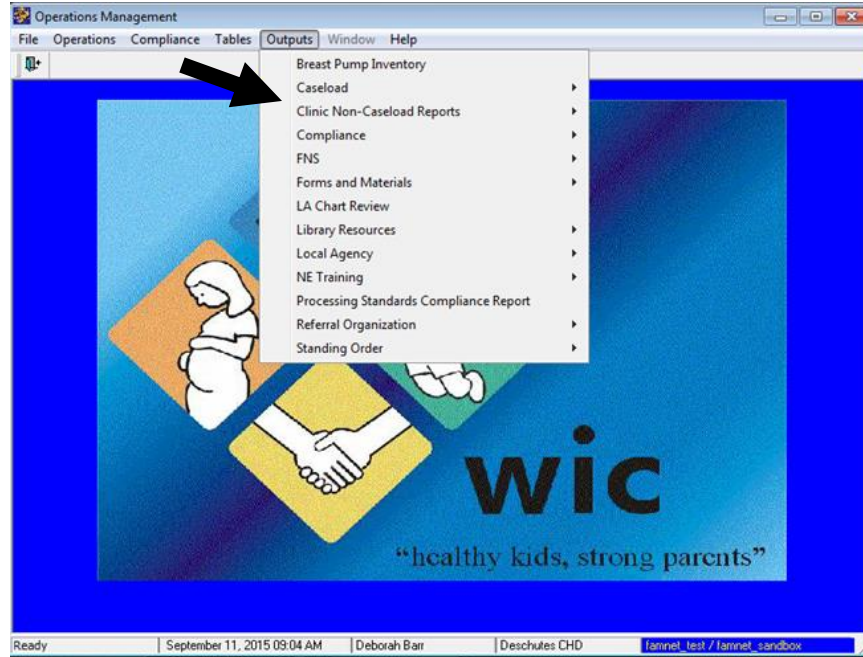 Operations Management
File Operations Compliance Tables Outputs Window Help
Breast Pump Inventory
Caseload
Clinic Non-Caseload Reports
Compliance
FNS
Forms and Materials
LA Chart Review
Library Resources
Local Agency
NE Training
Processing Standards Compliance Report
Referral Organization
Standing Order
wic
“healthy kids, strong parents”
Ready September 11, 2015 09:04 AM Deborah Barr Deschutes CHD famnet_test / famnet_sandbox